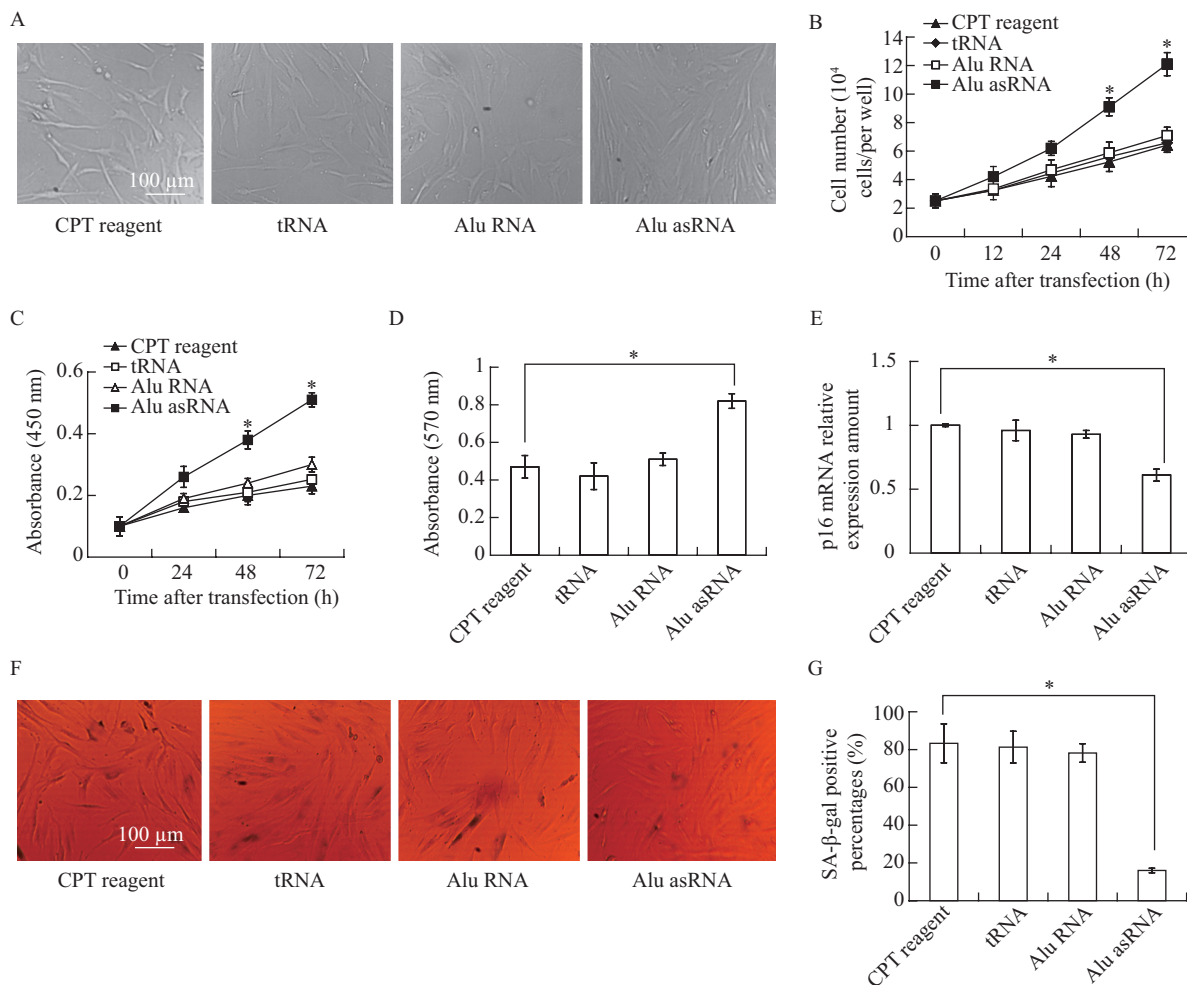 A
100 µm
CPT reagent
tRNA
Alu RNA
Alu asRNA
B
CPT reagent
tRNA
Alu RNA
Alu asRNA
Cell number (10⁴
cells/per well)
14
12
10
8
6
4
2
0
*
*
0
12
24
48
72
Time after transfection (h)
C
CPT reagent
tRNA
Alu RNA
Alu asRNA
Absorbance (450 nm)
0.6
0.4
0.2
0
*
*
0
24
48
72
Time after transfection (h)
D
Absorbance (570 nm)
1
0.8
0.6
0.4
0.2
0
*
CPT reagent
tRNA
Alu RNA
Alu asRNA
E
p16 mRNA relative
expression amount
1.5
1
0.5
0
*
CPT reagent
tRNA
Alu RNA
Alu asRNA
F
100 µm
CPT reagent
tRNA
Alu RNA
Alu asRNA
G
SA-β-gal positive
percentages (%)
100
80
60
40
20
0
*
CPT reagent
tRNA
Alu RNA
Alu asRNA